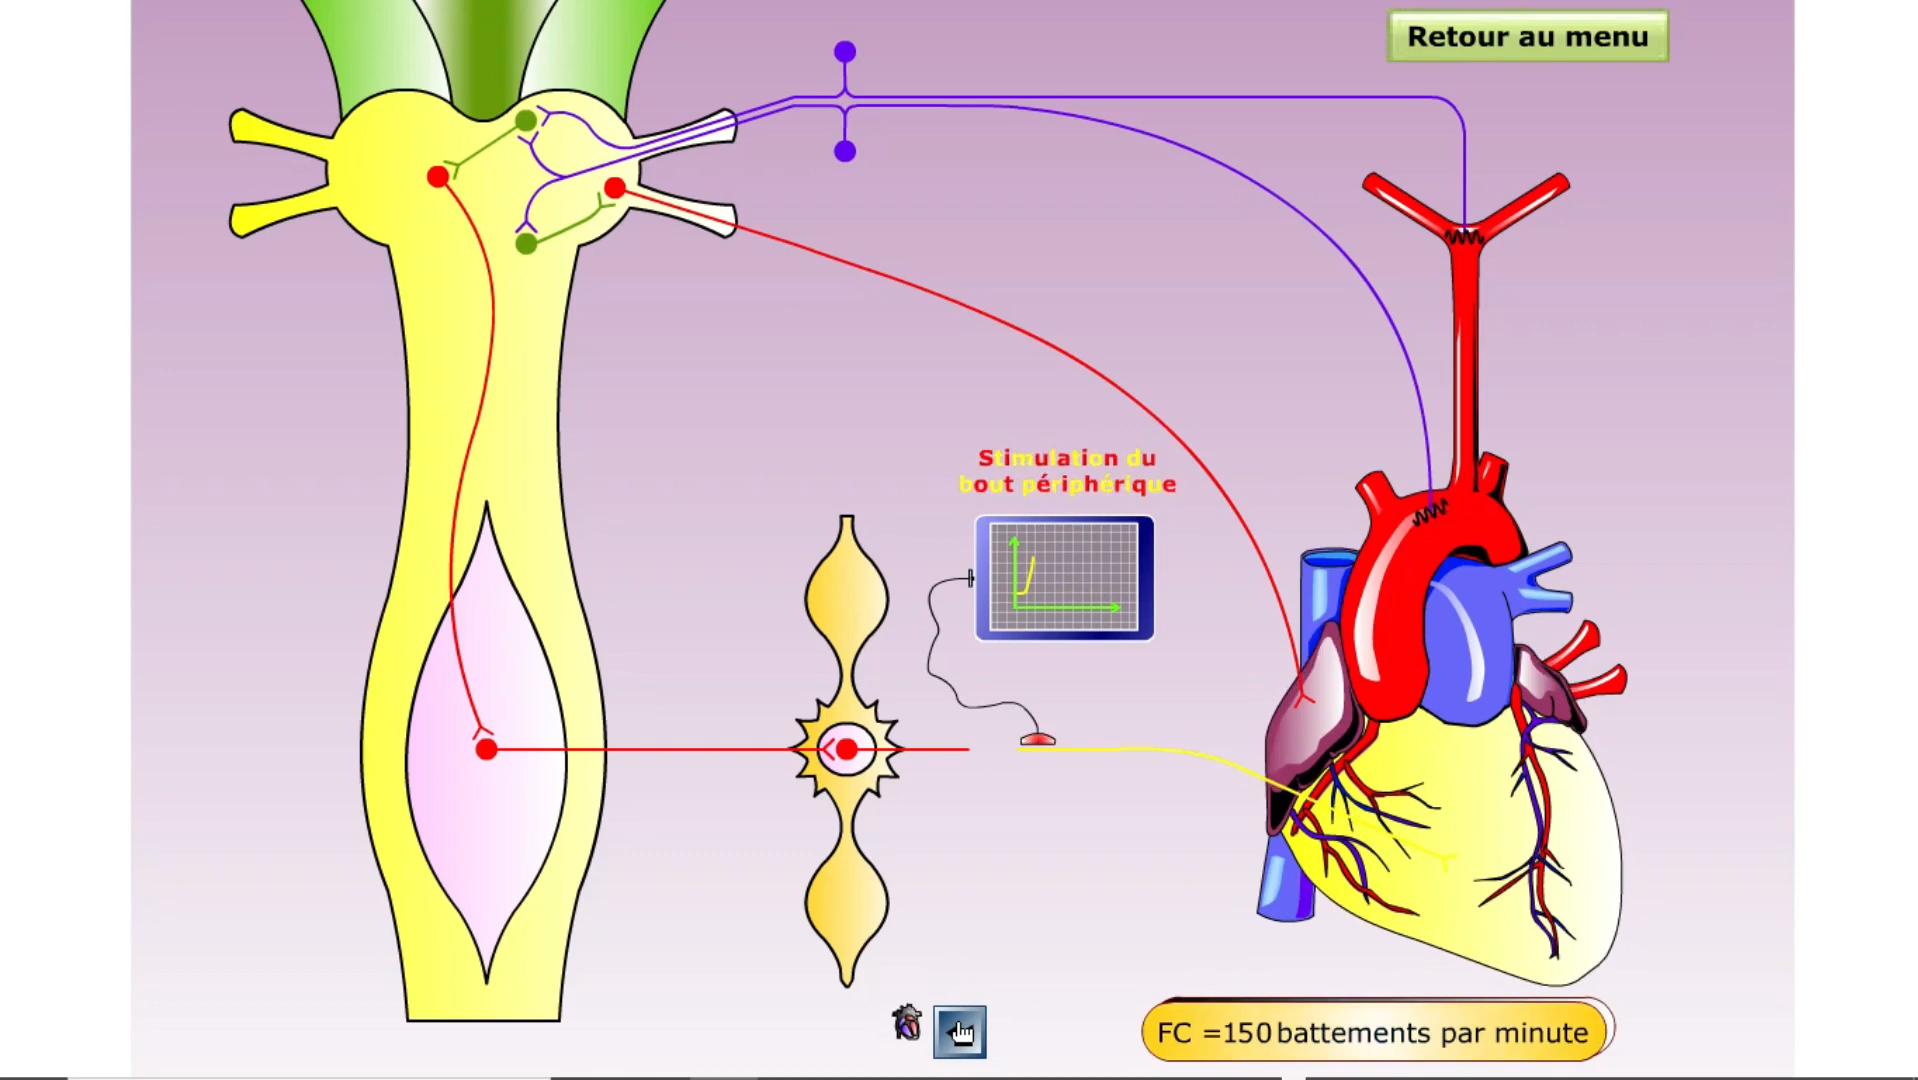 Retour au menu
Stimulation du
bout périphérique
FC =150 battements par minute